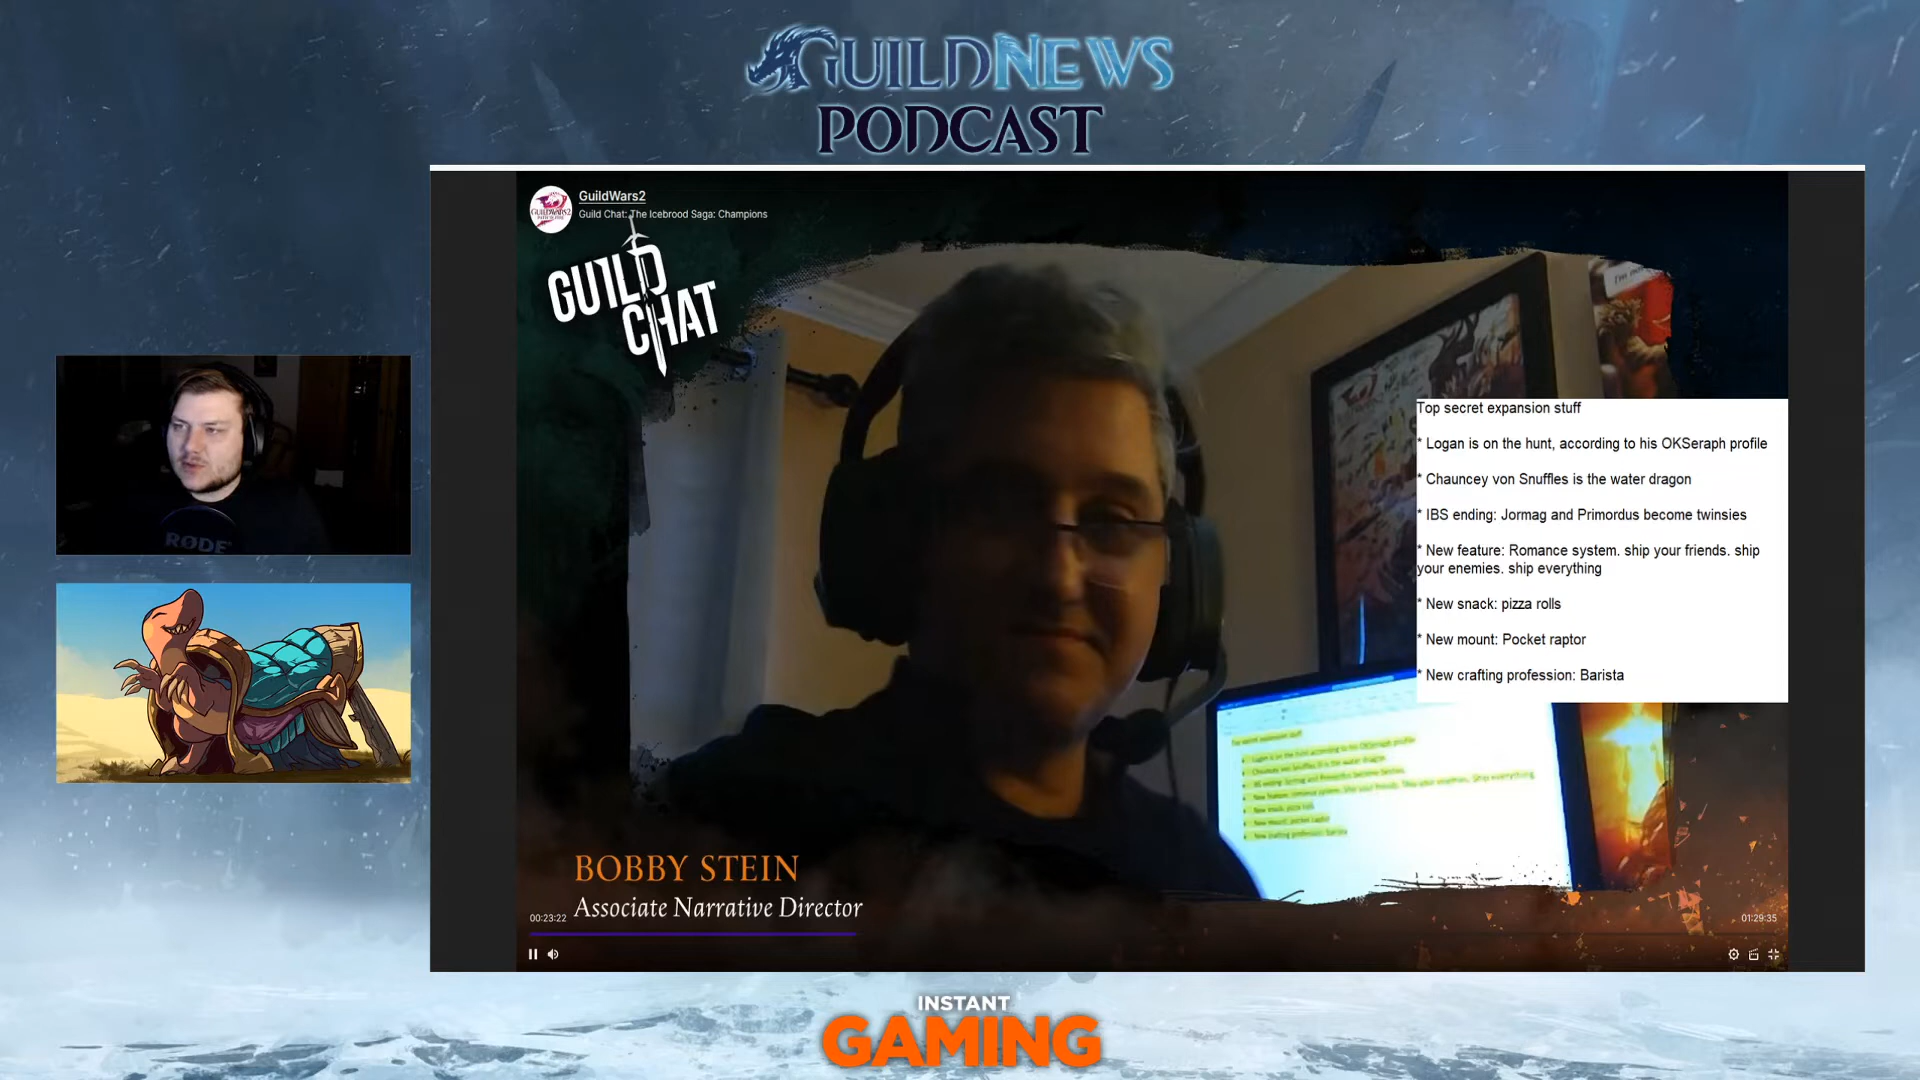 GUILDNEWS
PODCAST
GuildWars2
Guild Chat: The Icebrood Saga: Champions
GUILD
CHAT
Top secret expansion stuff
* Logan is on the hunt, according to his OKSeraph profile
* Chauncey von Snuffles is the water dragon
* IBS ending: Jormag and Primordus become twinsies
* New feature: Romance system. ship your friends. ship
your enemies. ship everything
* New snack: pizza rolls
* New mount: Pocket raptor
* New crafting profession: Barista
RØDE
BOBBY STEIN
Associate Narrative Director
00:23:22
01:29:35
INSTANT
GAMING